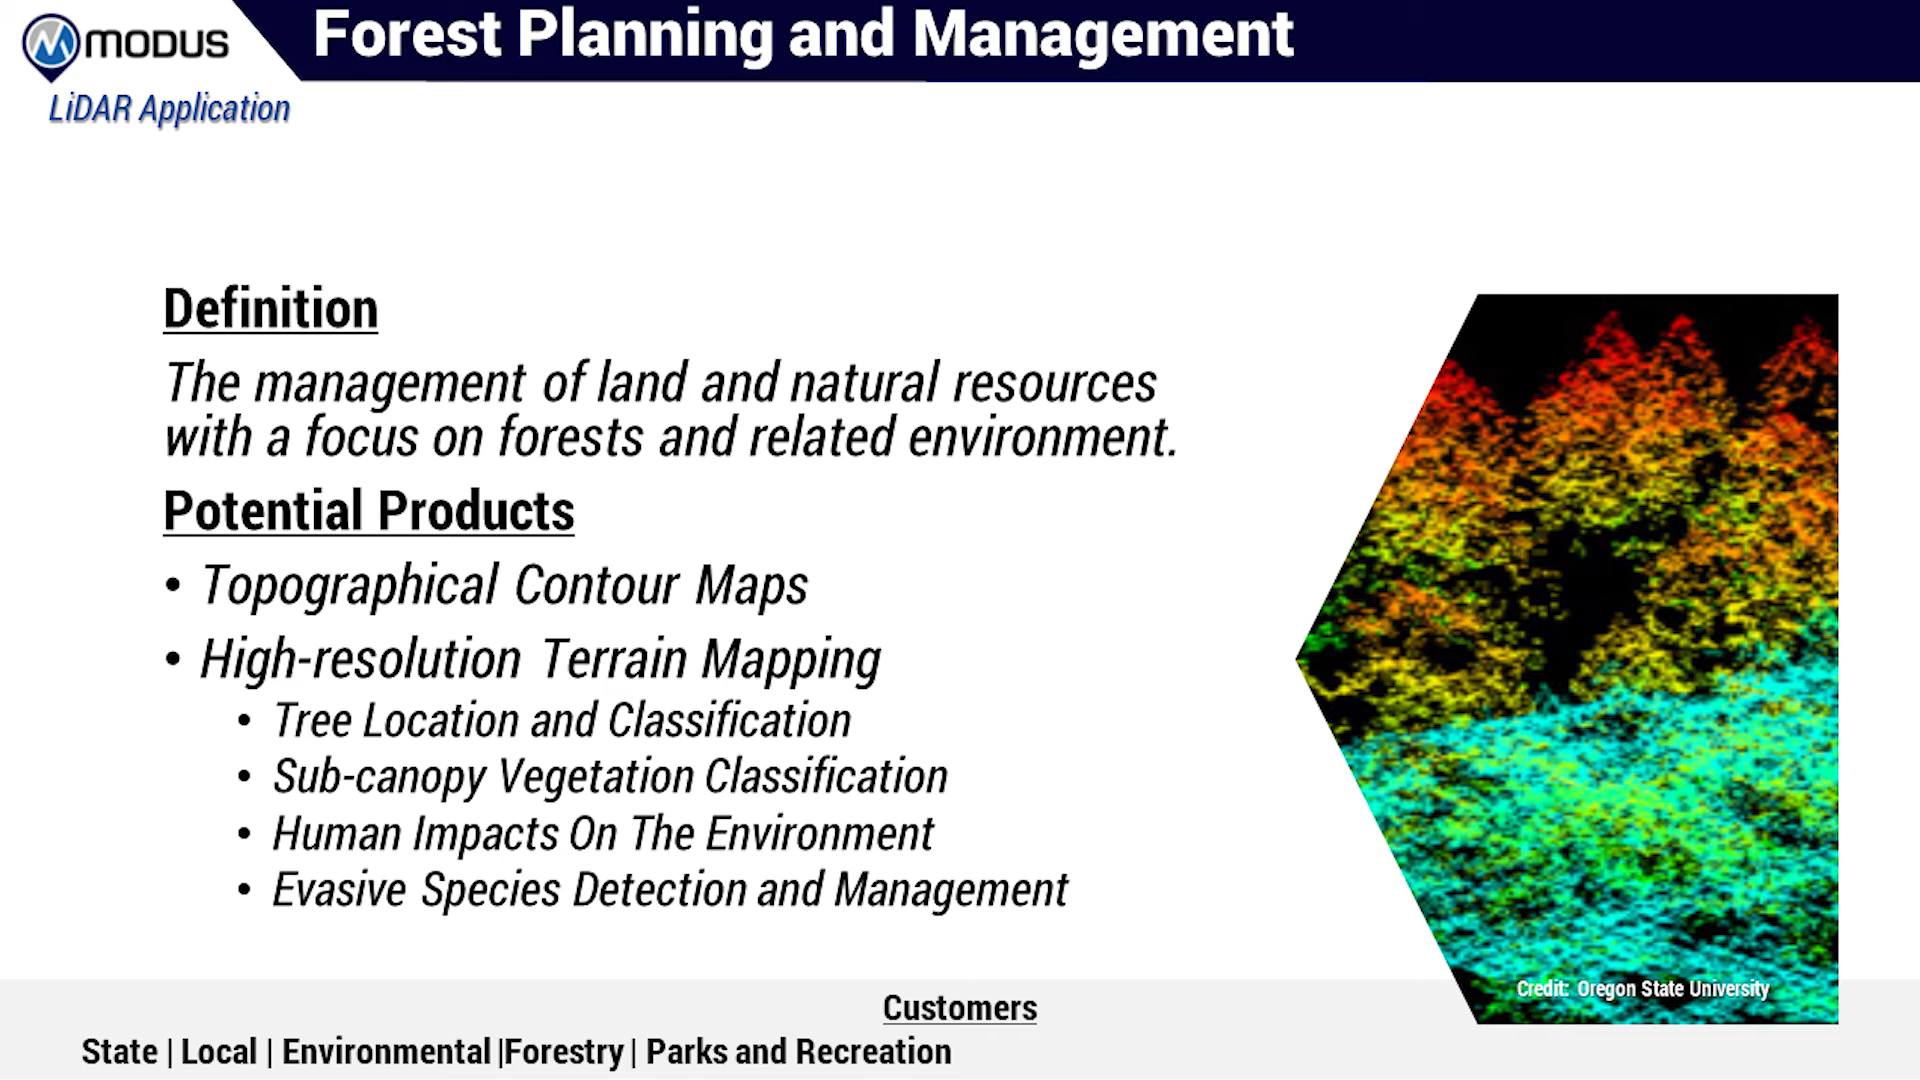 MODUS
Forest Planning and Management
LiDAR Application
Definition
The management of land and natural resources
with a focus on forests and related environment.
Potential Products
• Topographical Contour Maps
• High-resolution Terrain Mapping
• Tree Location and Classification
• Sub-canopy Vegetation Classification
• Human Impacts On The Environment
• Evasive Species Detection and Management
Credit: Oregon State University
Customers
State | Local | Environmental |Forestry | Parks and Recreation